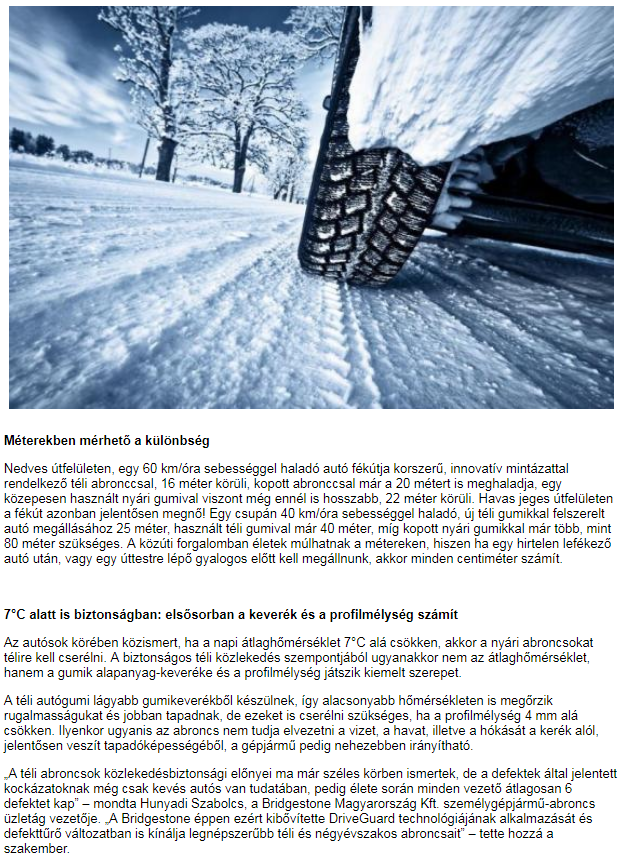 Méterekben mérhető a különbség
Nedves útfelületen, egy 60 km/óra sebességgel haladó autó fékútja korszerű, innovatív mintázattal
rendelkező téli abronccsal, 16 méter körüli, kopott abronccsal már a 20 métert is meghaladja, egy
közepesen használt nyári gumival viszont még ennél is hosszabb, 22 méter körüli. Havas jeges útfelületen
a fékút azonban jelentősen megnő! Egy csupán 40 km/óra sebességgel haladó, új téli gumikkal felszerelt
autó megállásához 25 méter, használt téli gumival már 40 méter, míg kopott nyári gumikkal már több, mint
80 méter szükséges. A közúti forgalomban életek múlhatnak a métereken, hiszen ha egy hirtelen lefékező
autó után, vagy egy úttestre lépő gyalogos előtt kell megállnunk, akkor minden centiméter számít.
7°C alatt is biztonságban: elsősorban a keverék és a profilmélység számít
Az autósok körében közismert, ha a napi átlaghőmérséklet 7°C alá csökken, akkor a nyári abroncsokat
télire kell cserélni. A biztonságos téli közlekedés szempontjából ugyanakkor nem az átlaghőmérséklet,
hanem a gumik alapanyag-keveréke és a profilmélység játszik kiemelt szerepet.
A téli autógumi lágyabb gumikeverékből készülnek, így alacsonyabb hőmérsékleten is megőrzik
rugalmasságukat és jobban tapadnak, de ezeket is cserélni szükséges, ha a profilmélység 4 mm alá
csökken. Ilyenkor ugyanis az abroncs nem tudja elvezetni a vizet, a havat, illetve a hókását a kerék alól,
jelentősen veszít tapadóképességéből, a gépjármű pedig nehezebben irányítható.
„A téli abroncsok közlekedésbiztonsági előnyei ma már széles körben ismertek, de a defektek által jelentett
kockázatoknak még csak kevés autós van tudatában, pedig élete során minden vezető átlagosan 6
defektet kap” – mondta Hunyadi Szabolcs, a Bridgestone Magyarország Kft. személygépjármű-abroncs
üzletág vezetője. „A Bridgestone éppen ezért kibővítette DriveGuard technológiájának alkalmazását és
defekttűrő változatban is kínálja legnépszerűbb téli és négyévszakos abroncsait” – tette hozzá a
szakember.